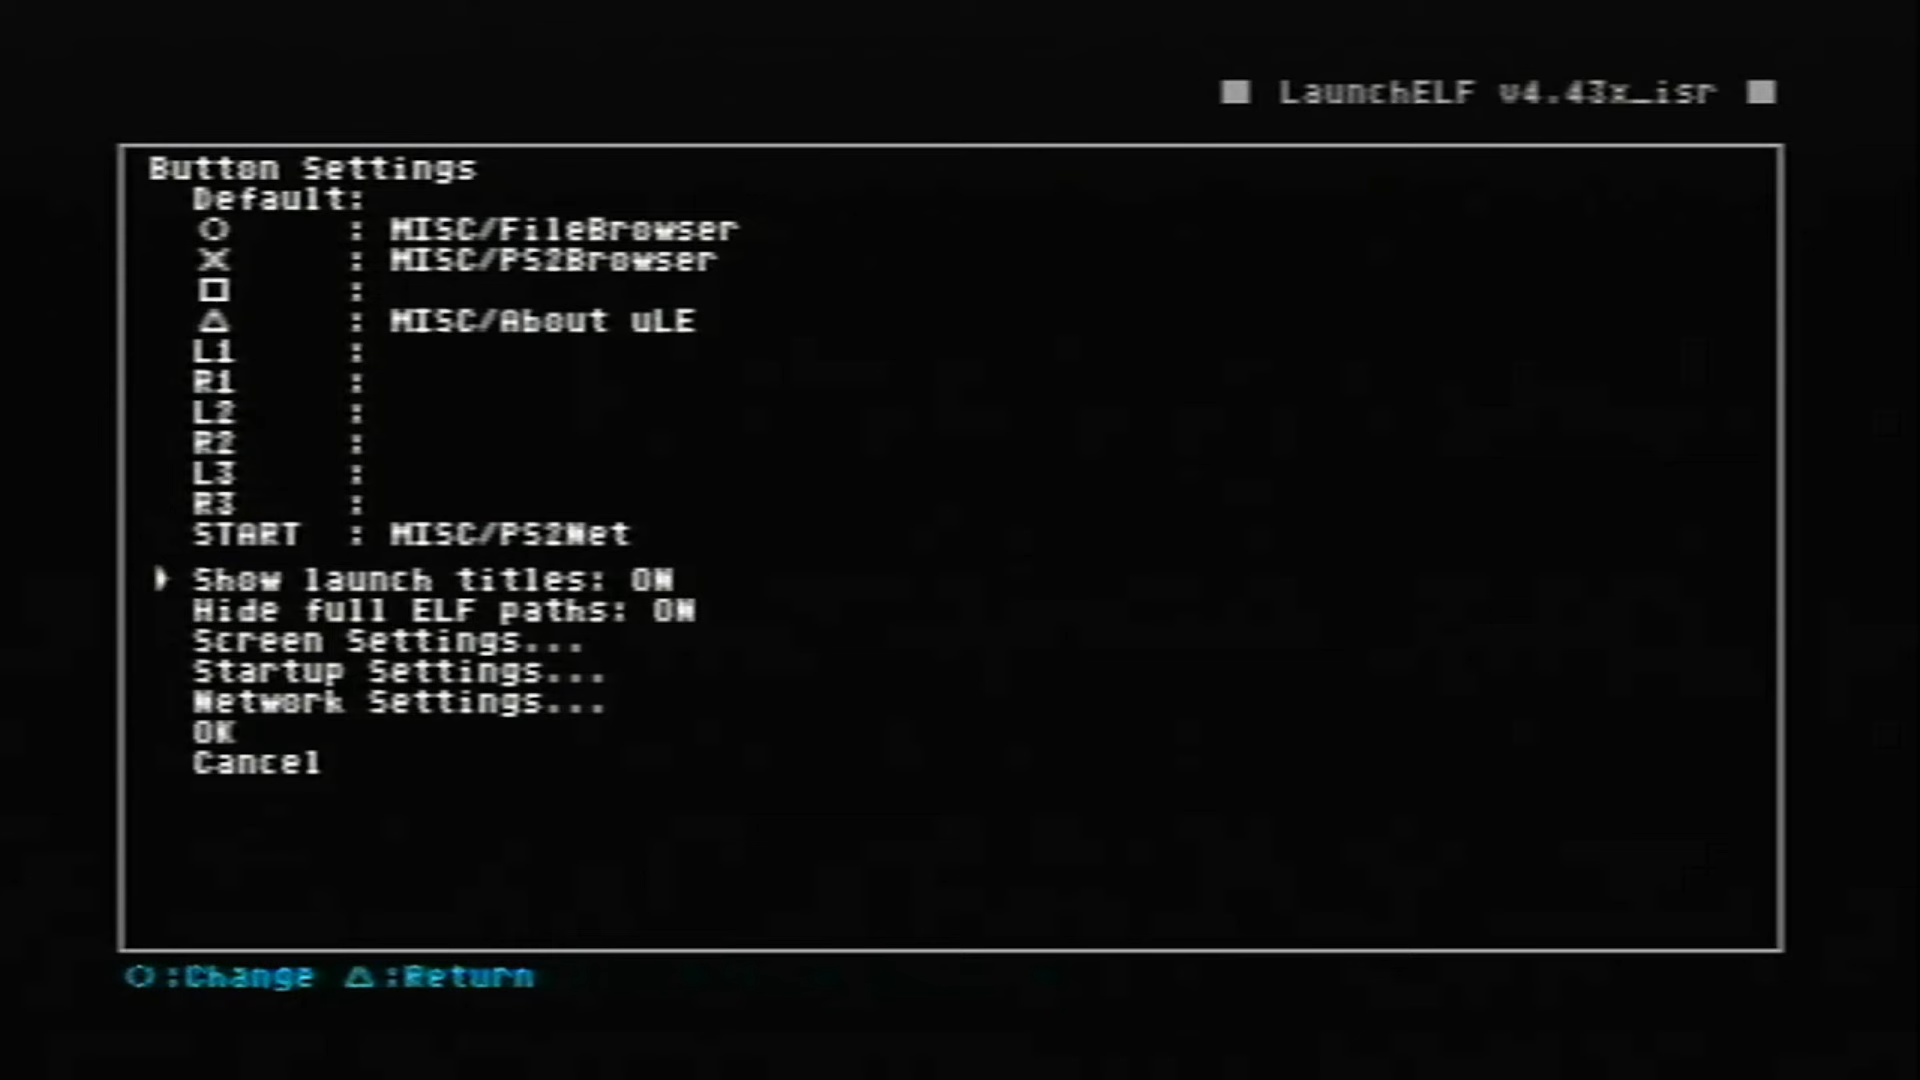 ■ LaunchELF v4.43x_isr ■
Button Settings
Default:
○ : MISC/FileBrowser
✕ : MISC/PS2Browser
□ :
△ : MISC/About uLE
L1 :
R1 :
L2 :
R2 :
L3 :
R3 :
START : MISC/PS2Net
Show launch titles: ON
Hide full ELF paths: ON
Screen Settings...
Startup Settings...
Network Settings...
OK
Cancel
○:Change △:Return